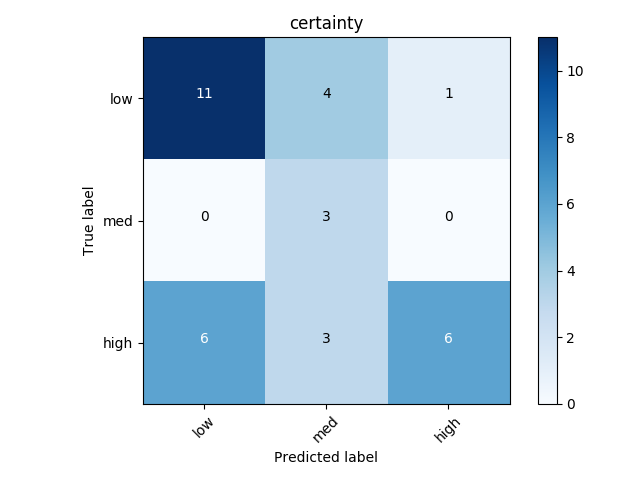 certainty
low 11 4 1
med 0 3 0
high 6 3 6
low med high
True label
Predicted label
10
8
6
4
2
0